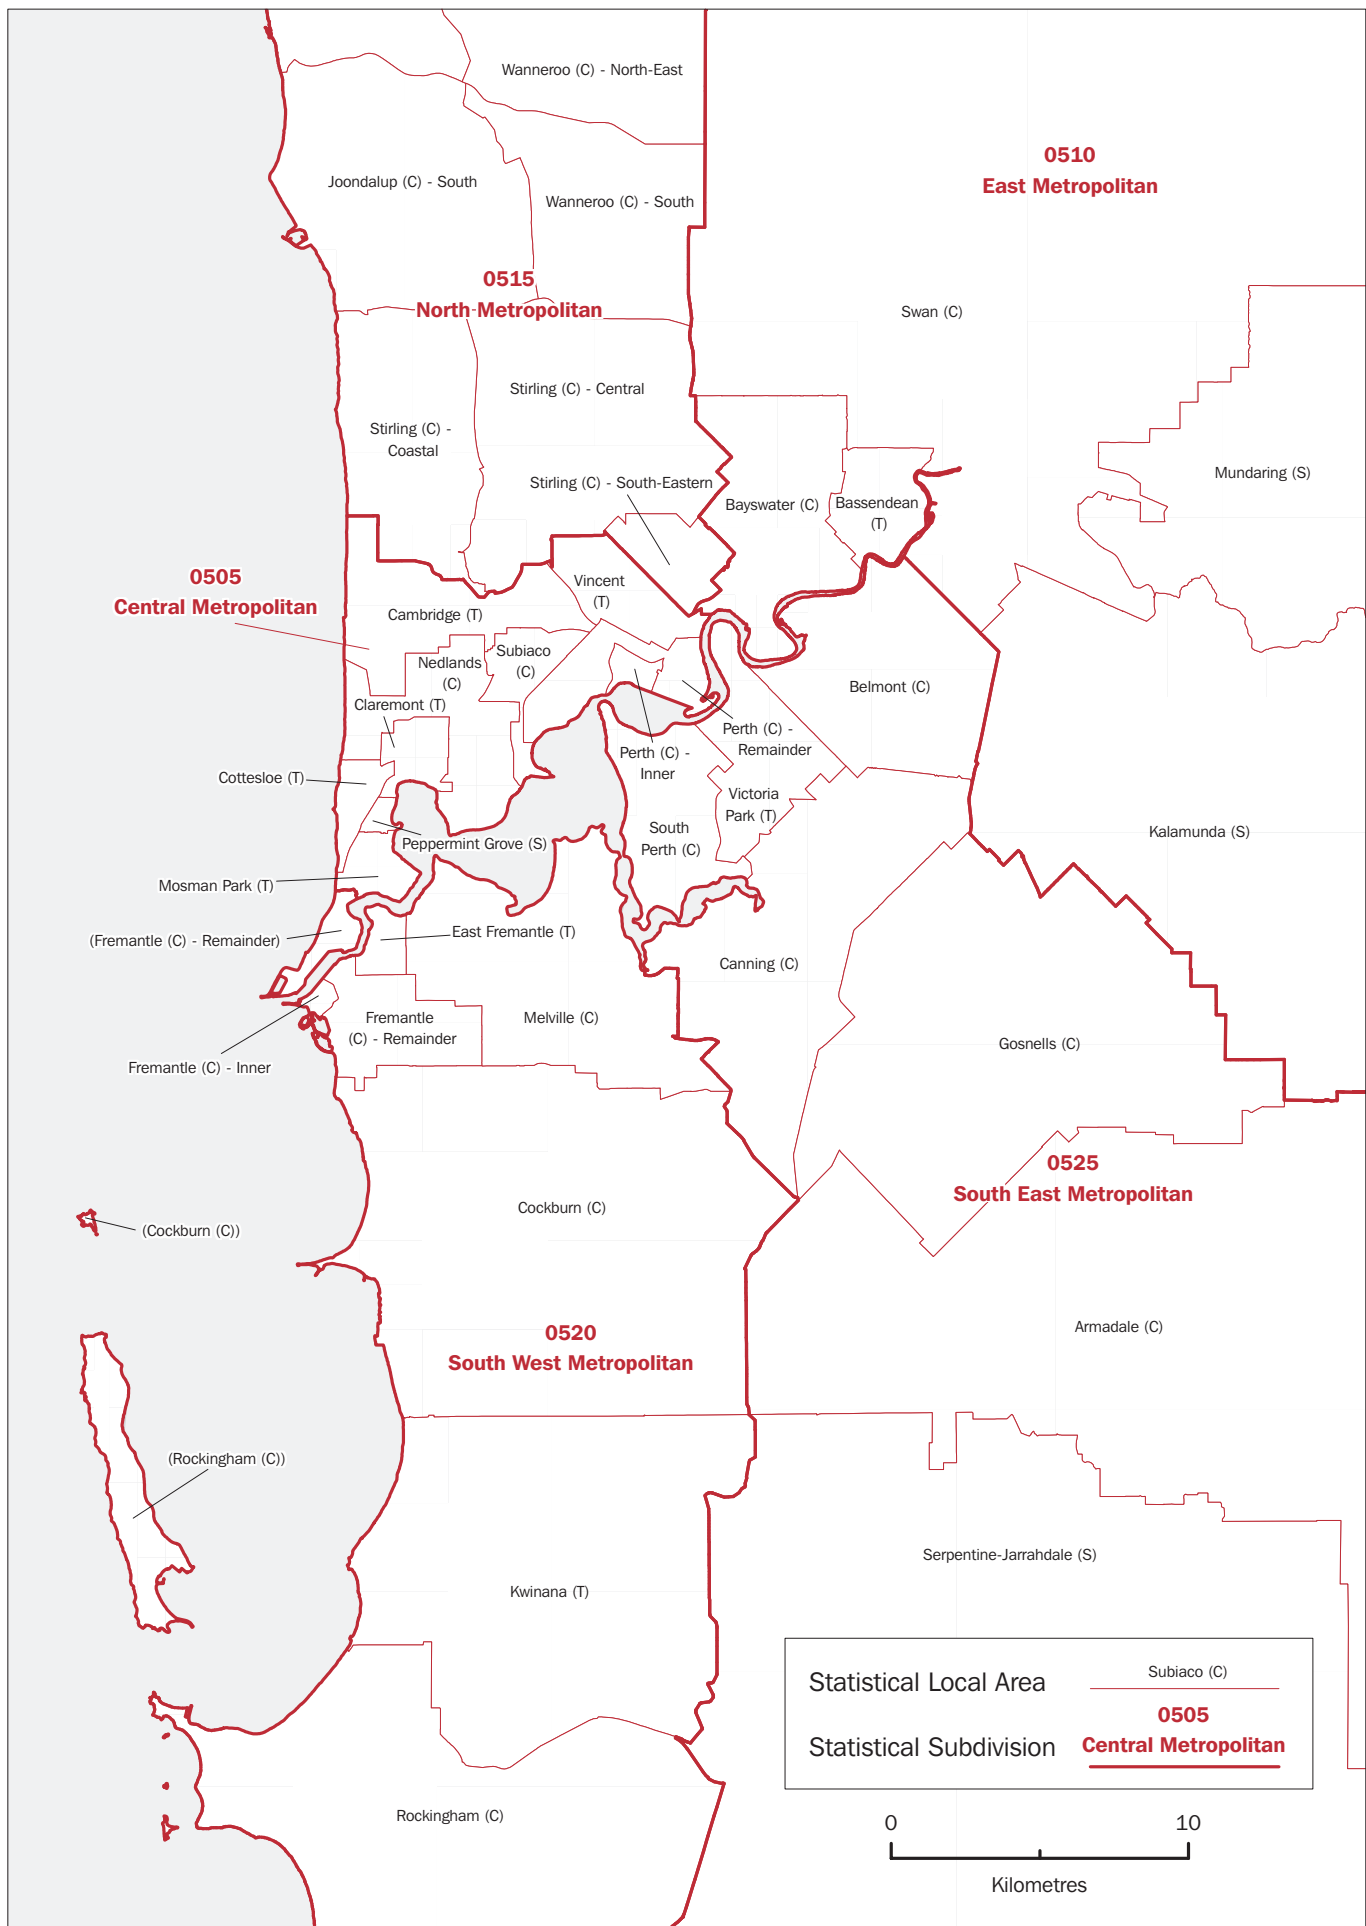 Wanneroo (C) - North-East
0510
East Metropolitan
Joondalup (C) - South
Wanneroo (C) - South
0515
North Metropolitan
Swan (C)
Stirling (C) - Central
Stirling (C) -
Coastal
Mundaring (S)
Stirling (C) - South-Eastern
Bayswater (C)
Bassendean
(T)
0505
Central Metropolitan
Vincent
(T)
Cambridge (T)
Subiaco
(C)
Nedlands
(C)
Belmont (C)
Claremont (T)
Perth (C) -
Remainder
Perth (C) -
Inner
Cottesloe (T)
Victoria
Park (T)
South
Perth (C)
Kalamunda (S)
Peppermint Grove (S)
Mosman Park (T)
East Fremantle (T)
(Fremantle (C) - Remainder)
Canning (C)
Fremantle
(C) - Remainder
Melville (C)
Gosnells (C)
Fremantle (C) - Inner
0525
South East Metropolitan
Cockburn (C)
(Cockburn (C))
Armadale (C)
0520
South West Metropolitan
(Rockingham (C))
Serpentine-Jarrahdale (S)
Kwinana (T)
Statistical Local Area
Subiaco (C)
0505
Statistical Subdivision
Central Metropolitan
Rockingham (C)
0 10
Kilometres